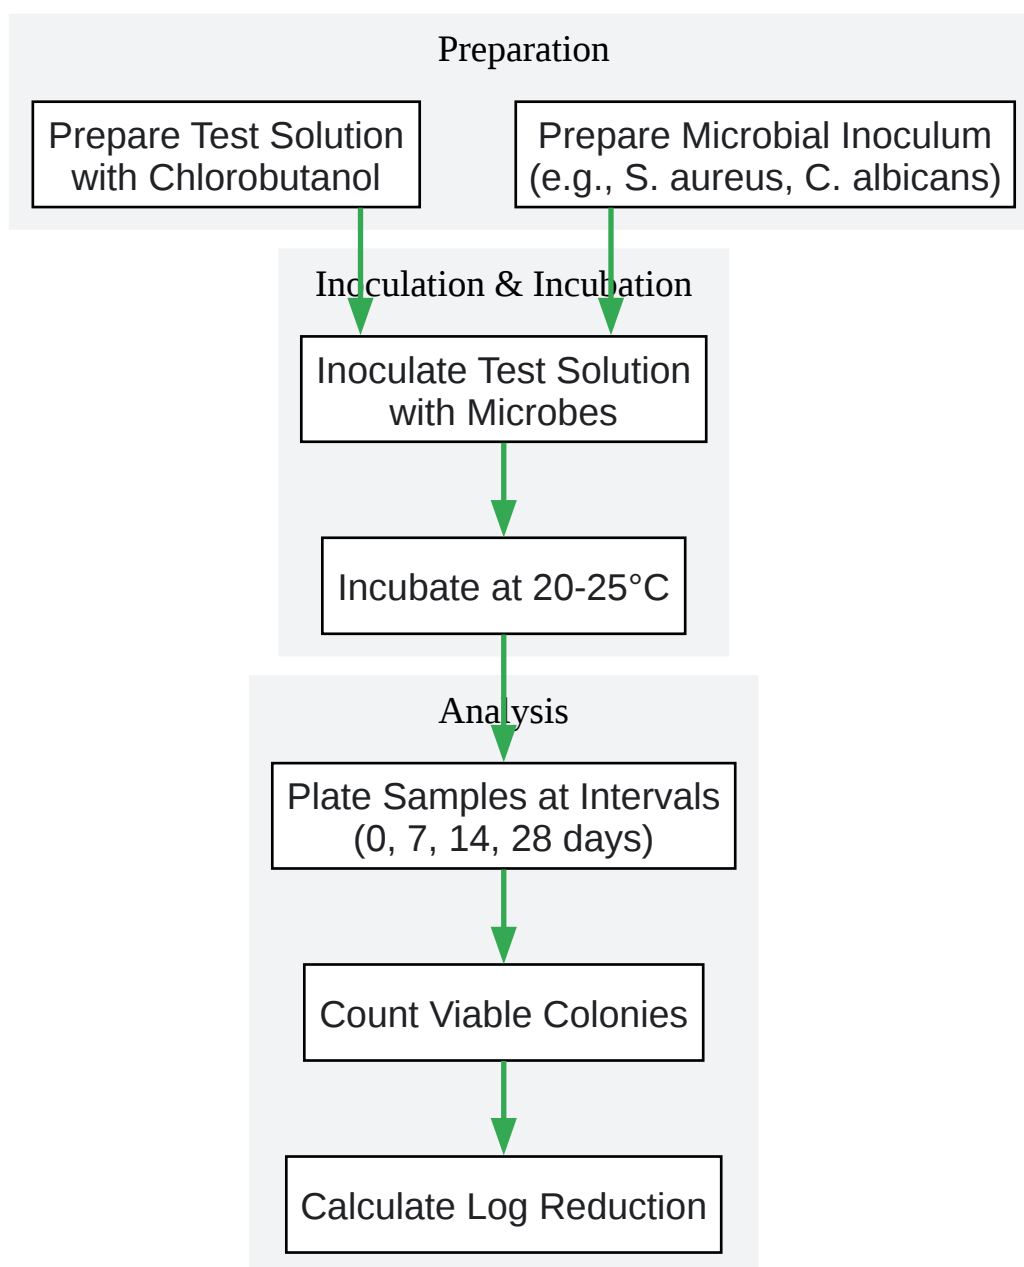 Preparation
Prepare Test Solution
with Chlorobutanol
Prepare Microbial Inoculum
(e.g., S. aureus, C. albicans)
Inoculation & Incubation
Inoculate Test Solution
with Microbes
Incubate at 20-25°C
Analysis
Plate Samples at Intervals
(0, 7, 14, 28 days)
Count Viable Colonies
Calculate Log Reduction